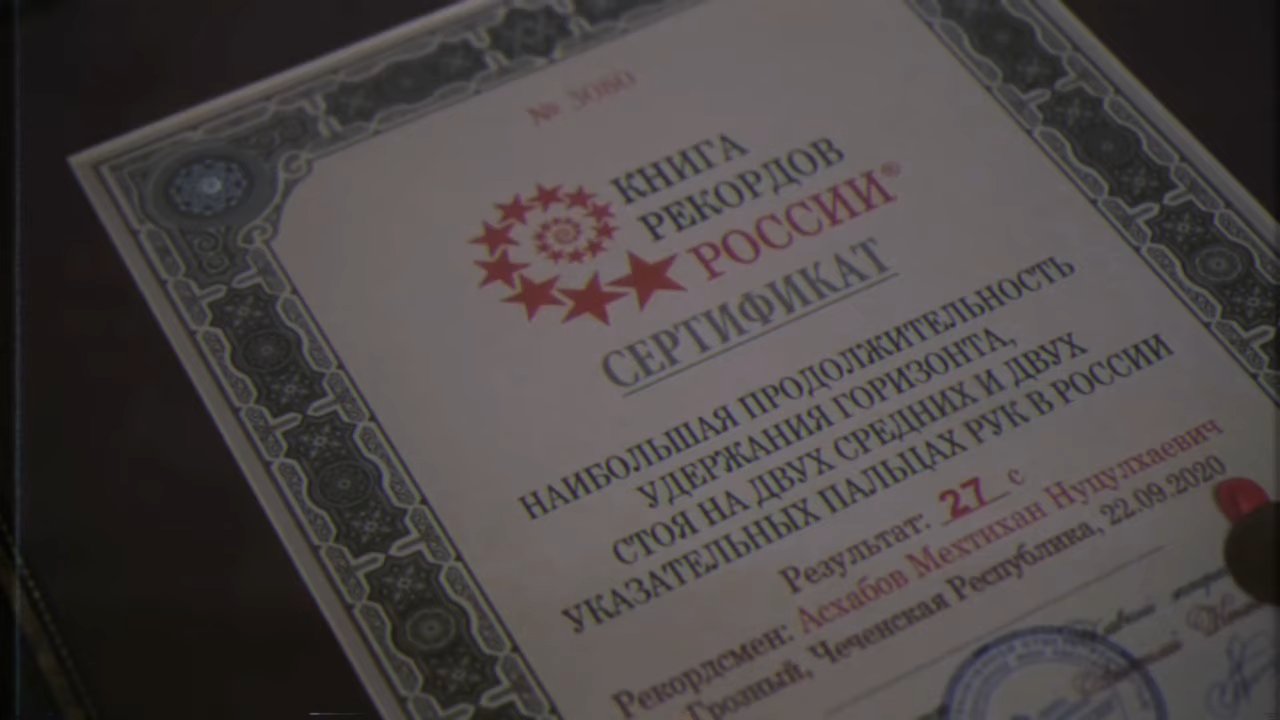 № 3080
КНИГА
РЕКОРДОВ
РОССИИ®
СЕРТИФИКАТ
НАИБОЛЬШАЯ ПРОДОЛЖИТЕЛЬНОСТЬ
УДЕРЖАНИЯ ГОРИЗОНТА,
СТОЯ НА ДВУХ СРЕДНИХ И ДВУХ
УКАЗАТЕЛЬНЫХ ПАЛЬЦАХ РУК В РОССИИ
Результат: 27 с
Рекордсмен: Асхабов Мехтихан Нуцулхаевич
Грозный, Чеченская Республика, 22.09.2020